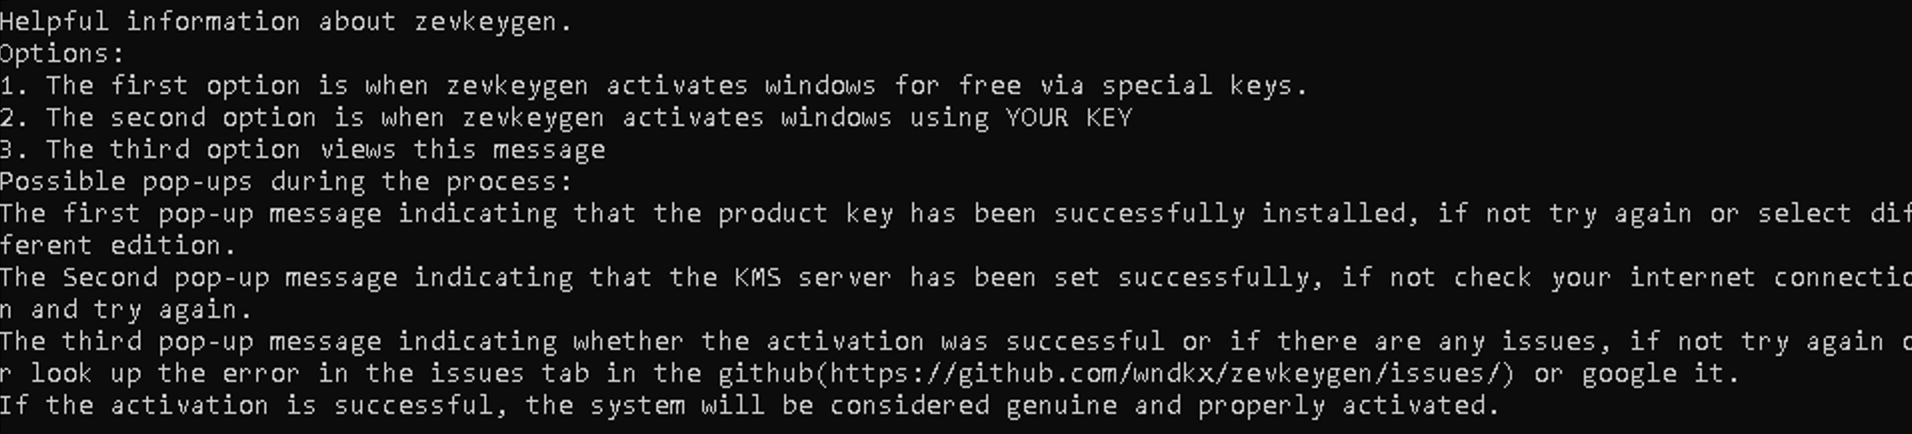 Helpful information about zevkeygen.
Options:
1. The first option is when zevkeygen activates windows for free via special keys.
2. The second option is when zevkeygen activates windows using YOUR KEY
3. The third option views this message
Possible pop-ups during the process:
The first pop-up message indicating that the product key has been successfully installed, if not try again or select dif
ferent edition.
The Second pop-up message indicating that the KMS server has been set successfully, if not check your internet connectio
n and try again.
The third pop-up message indicating whether the activation was successful or if there are any issues, if not try again o
r look up the error in the issues tab in the github(https://github.com/wndkx/zevkeygen/issues/) or google it.
If the activation is successful, the system will be considered genuine and properly activated.